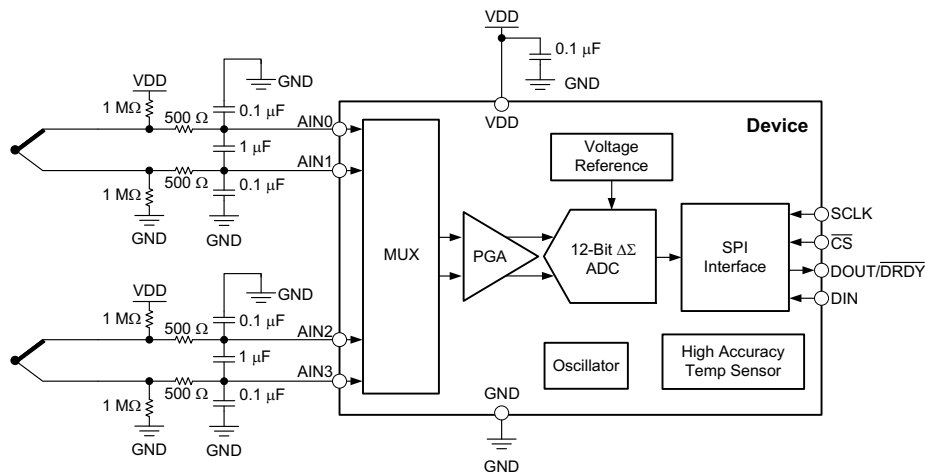 VDD
0.1 μF
GND
VDD
Device
GND
VDD
1 MΩ
500 Ω
0.1 μF
AIN0
1 μF
AIN1
500 Ω
0.1 μF
1 MΩ
GND
GND
MUX
PGA
Voltage
Reference
12-Bit ΔΣ
ADC
SPI
Interface
SCLK
CS
DOUT/DRDY
DIN
GND
VDD
1 MΩ
500 Ω
0.1 μF
AIN2
1 μF
AIN3
500 Ω
0.1 μF
1 MΩ
GND
GND
Oscillator
High Accuracy
Temp Sensor
GND
GND